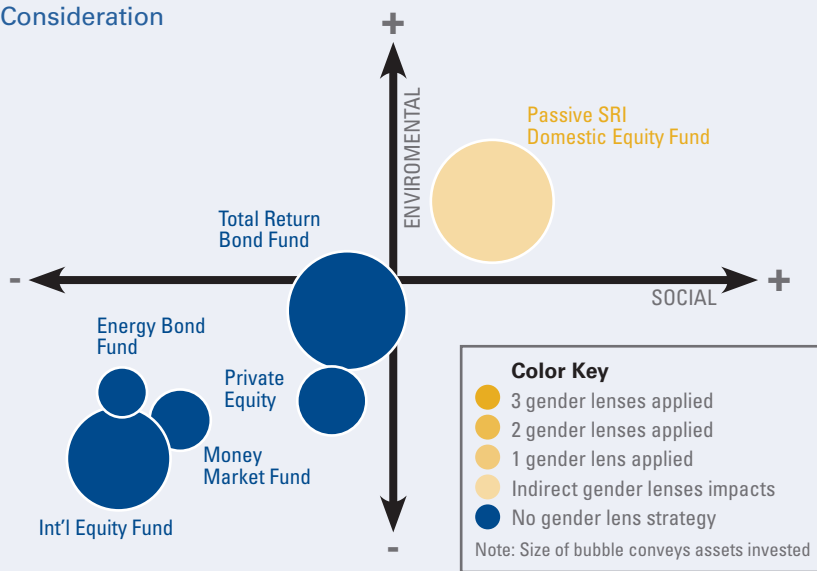 Consideration
+
ENVIROMENTAL
Passive SRI
Domestic Equity Fund
Total Return
Bond Fund
-
+
SOCIAL
Energy Bond
Fund
Private
Equity
Money
Market Fund
Int'l Equity Fund
-
Color Key
3 gender lenses applied
2 gender lenses applied
1 gender lens applied
Indirect gender lenses impacts
No gender lens strategy
Note: Size of bubble conveys assets invested